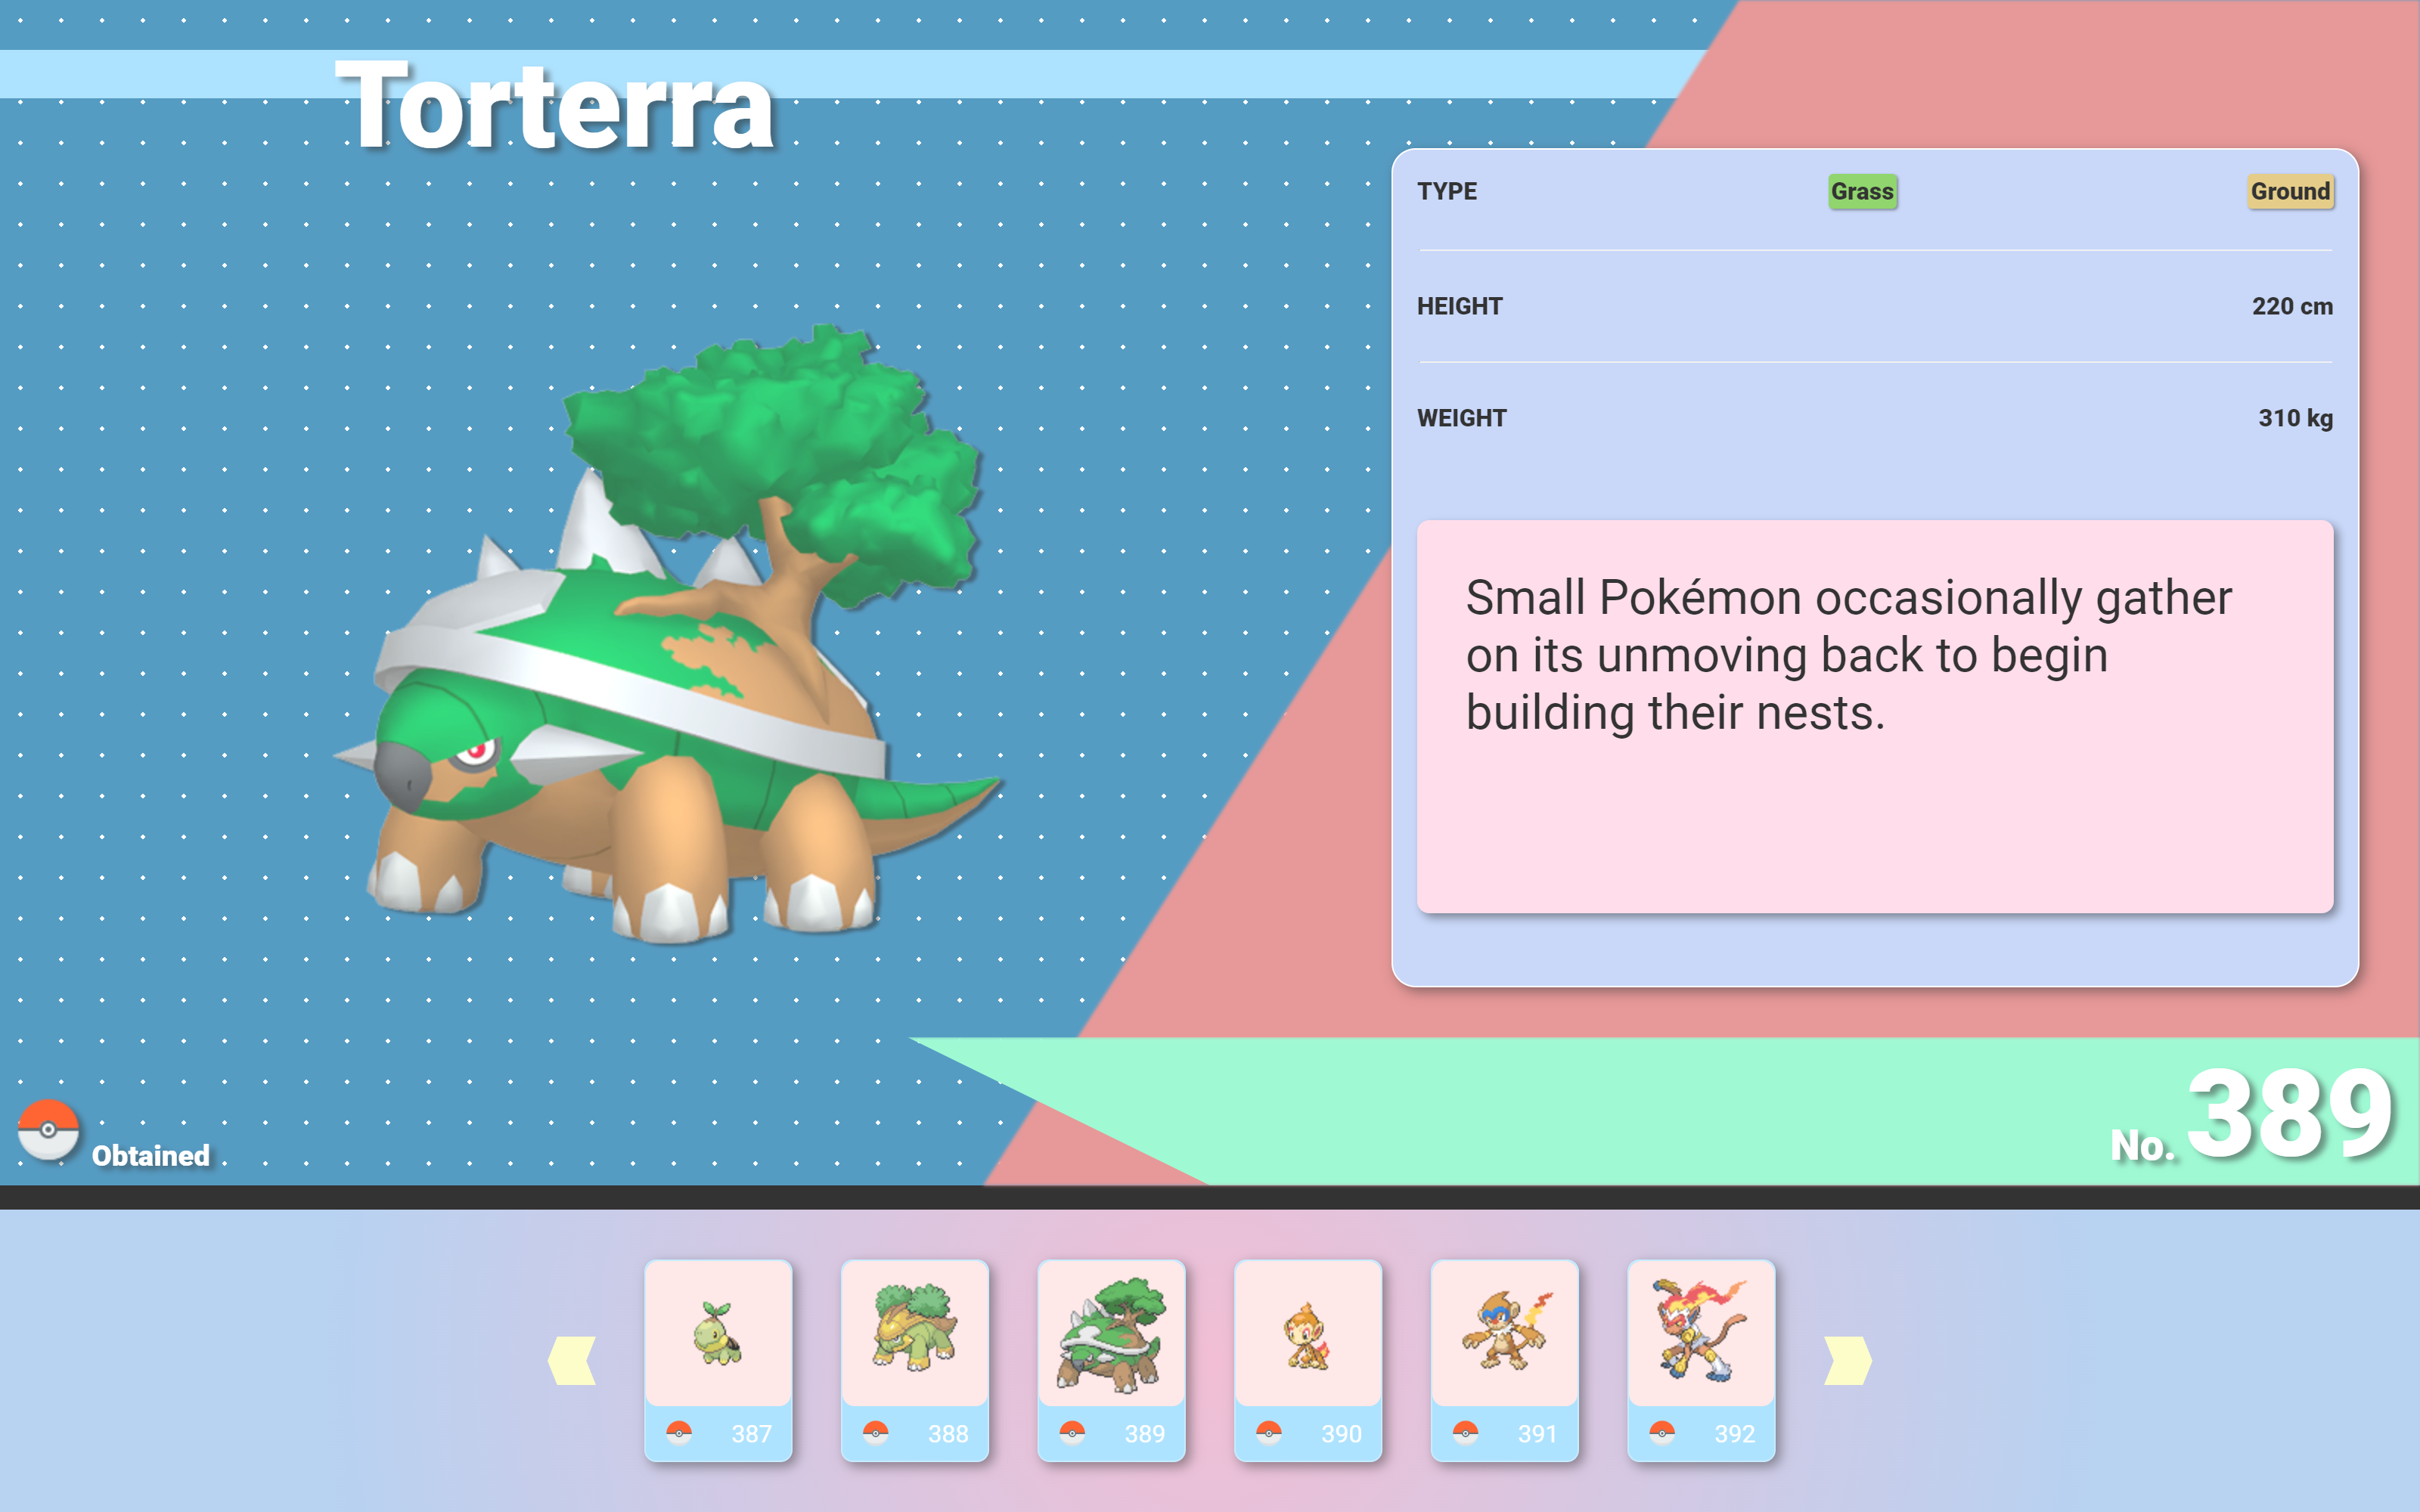 Torterra
TYPE Grass Ground
HEIGHT 220 cm
WEIGHT 310 kg
Small Pokémon occasionally gather
on its unmoving back to begin
building their nests.
Obtained
No. 389
387 388 389 390 391 392